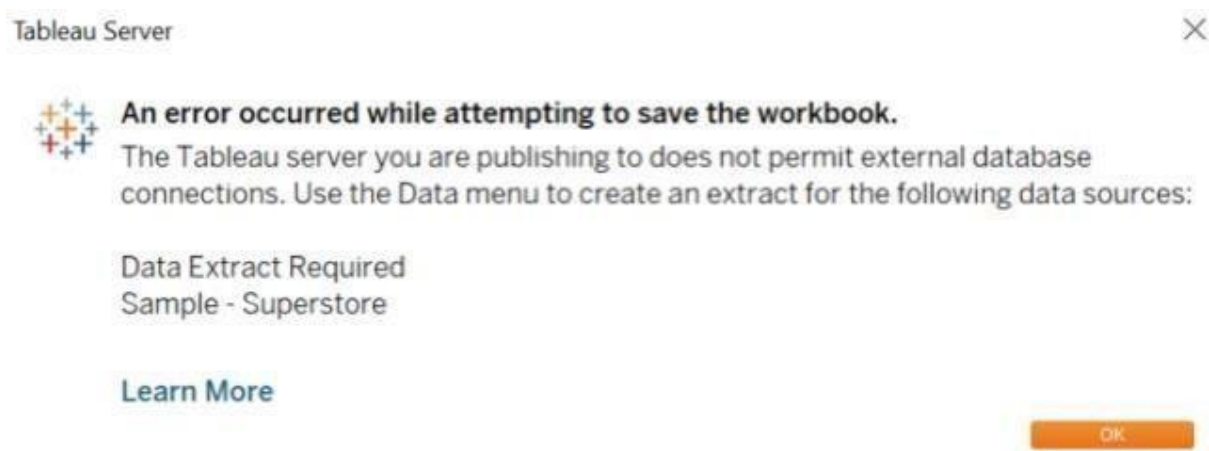 Tableau Server
An error occurred while attempting to save the workbook.
The Tableau server you are publishing to does not permit external database
connections. Use the Data menu to create an extract for the following data sources:
Data Extract Required
Sample - Superstore
Learn More
OK